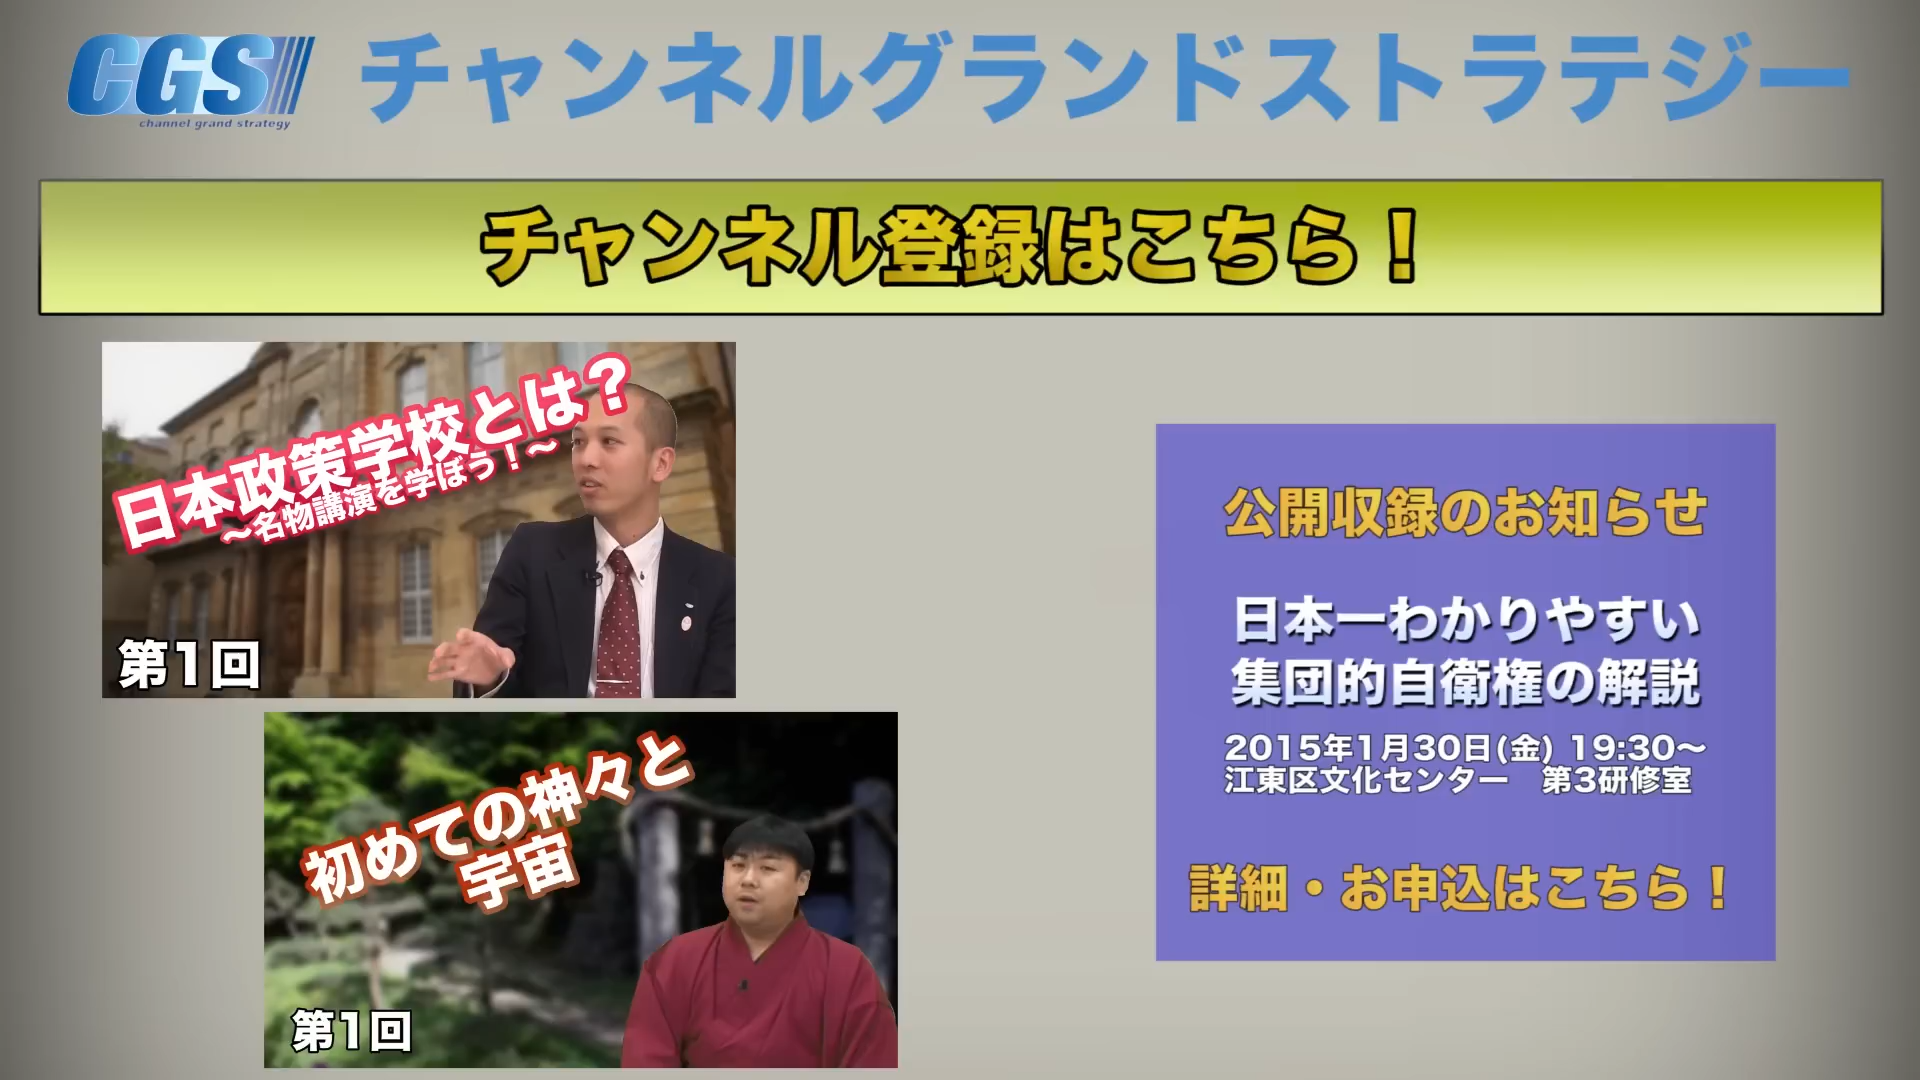 CGS
channel grand strategy
チャンネルグランドストラテジー
チャンネル登録はこちら！
日本政策学校とは？
～名物講演を学ぼう！～
第1回
初めての神々と
宇宙
第1回
公開収録のお知らせ
日本一わかりやすい
集団的自衛権の解説
2015年1月30日(金) 19:30～
江東区文化センター　第3研修室
詳細・お申込はこちら！